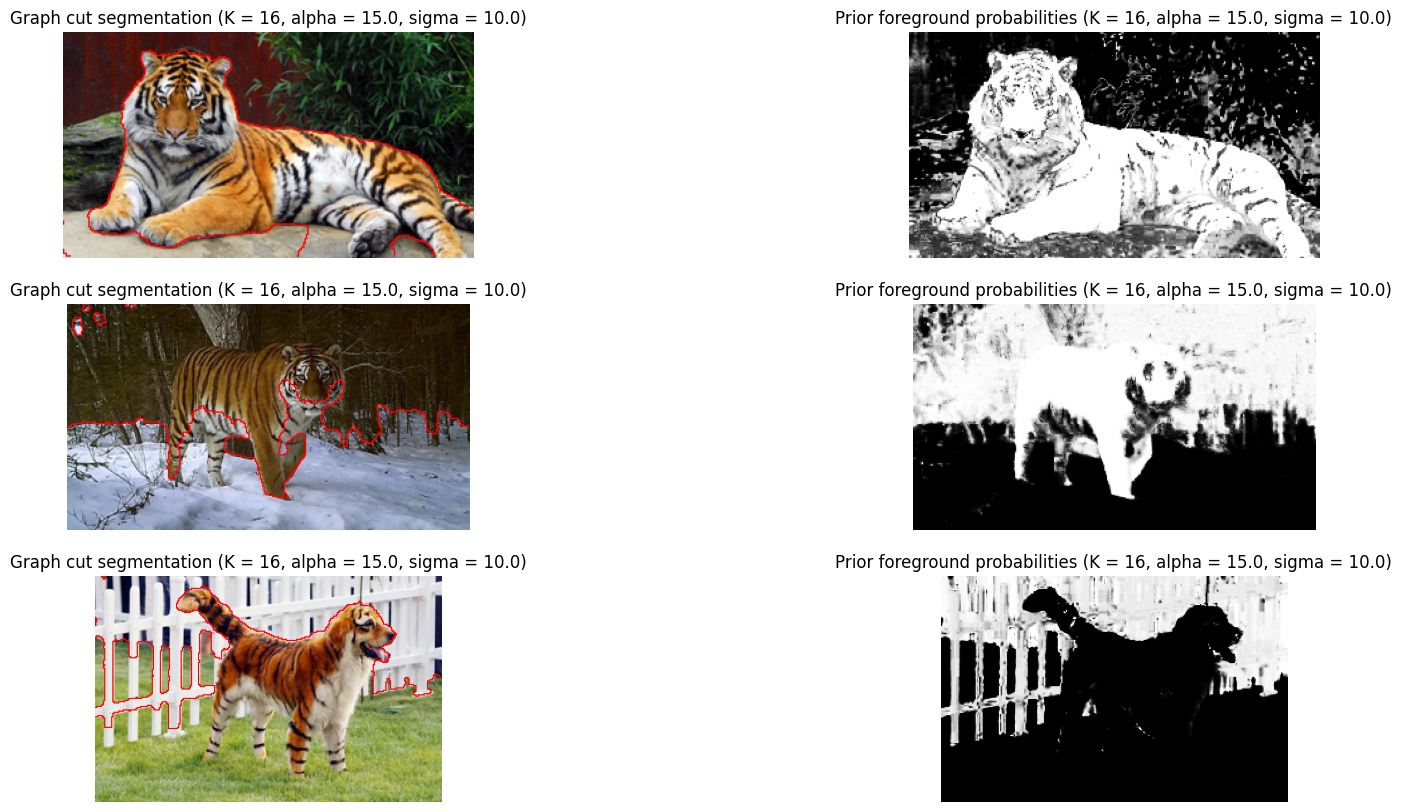 Graph cut segmentation (K = 16, alpha = 15.0, sigma = 10.0)
Prior foreground probabilities (K = 16, alpha = 15.0, sigma = 10.0)
Graph cut segmentation (K = 16, alpha = 15.0, sigma = 10.0)
Prior foreground probabilities (K = 16, alpha = 15.0, sigma = 10.0)
Graph cut segmentation (K = 16, alpha = 15.0, sigma = 10.0)
Prior foreground probabilities (K = 16, alpha = 15.0, sigma = 10.0)